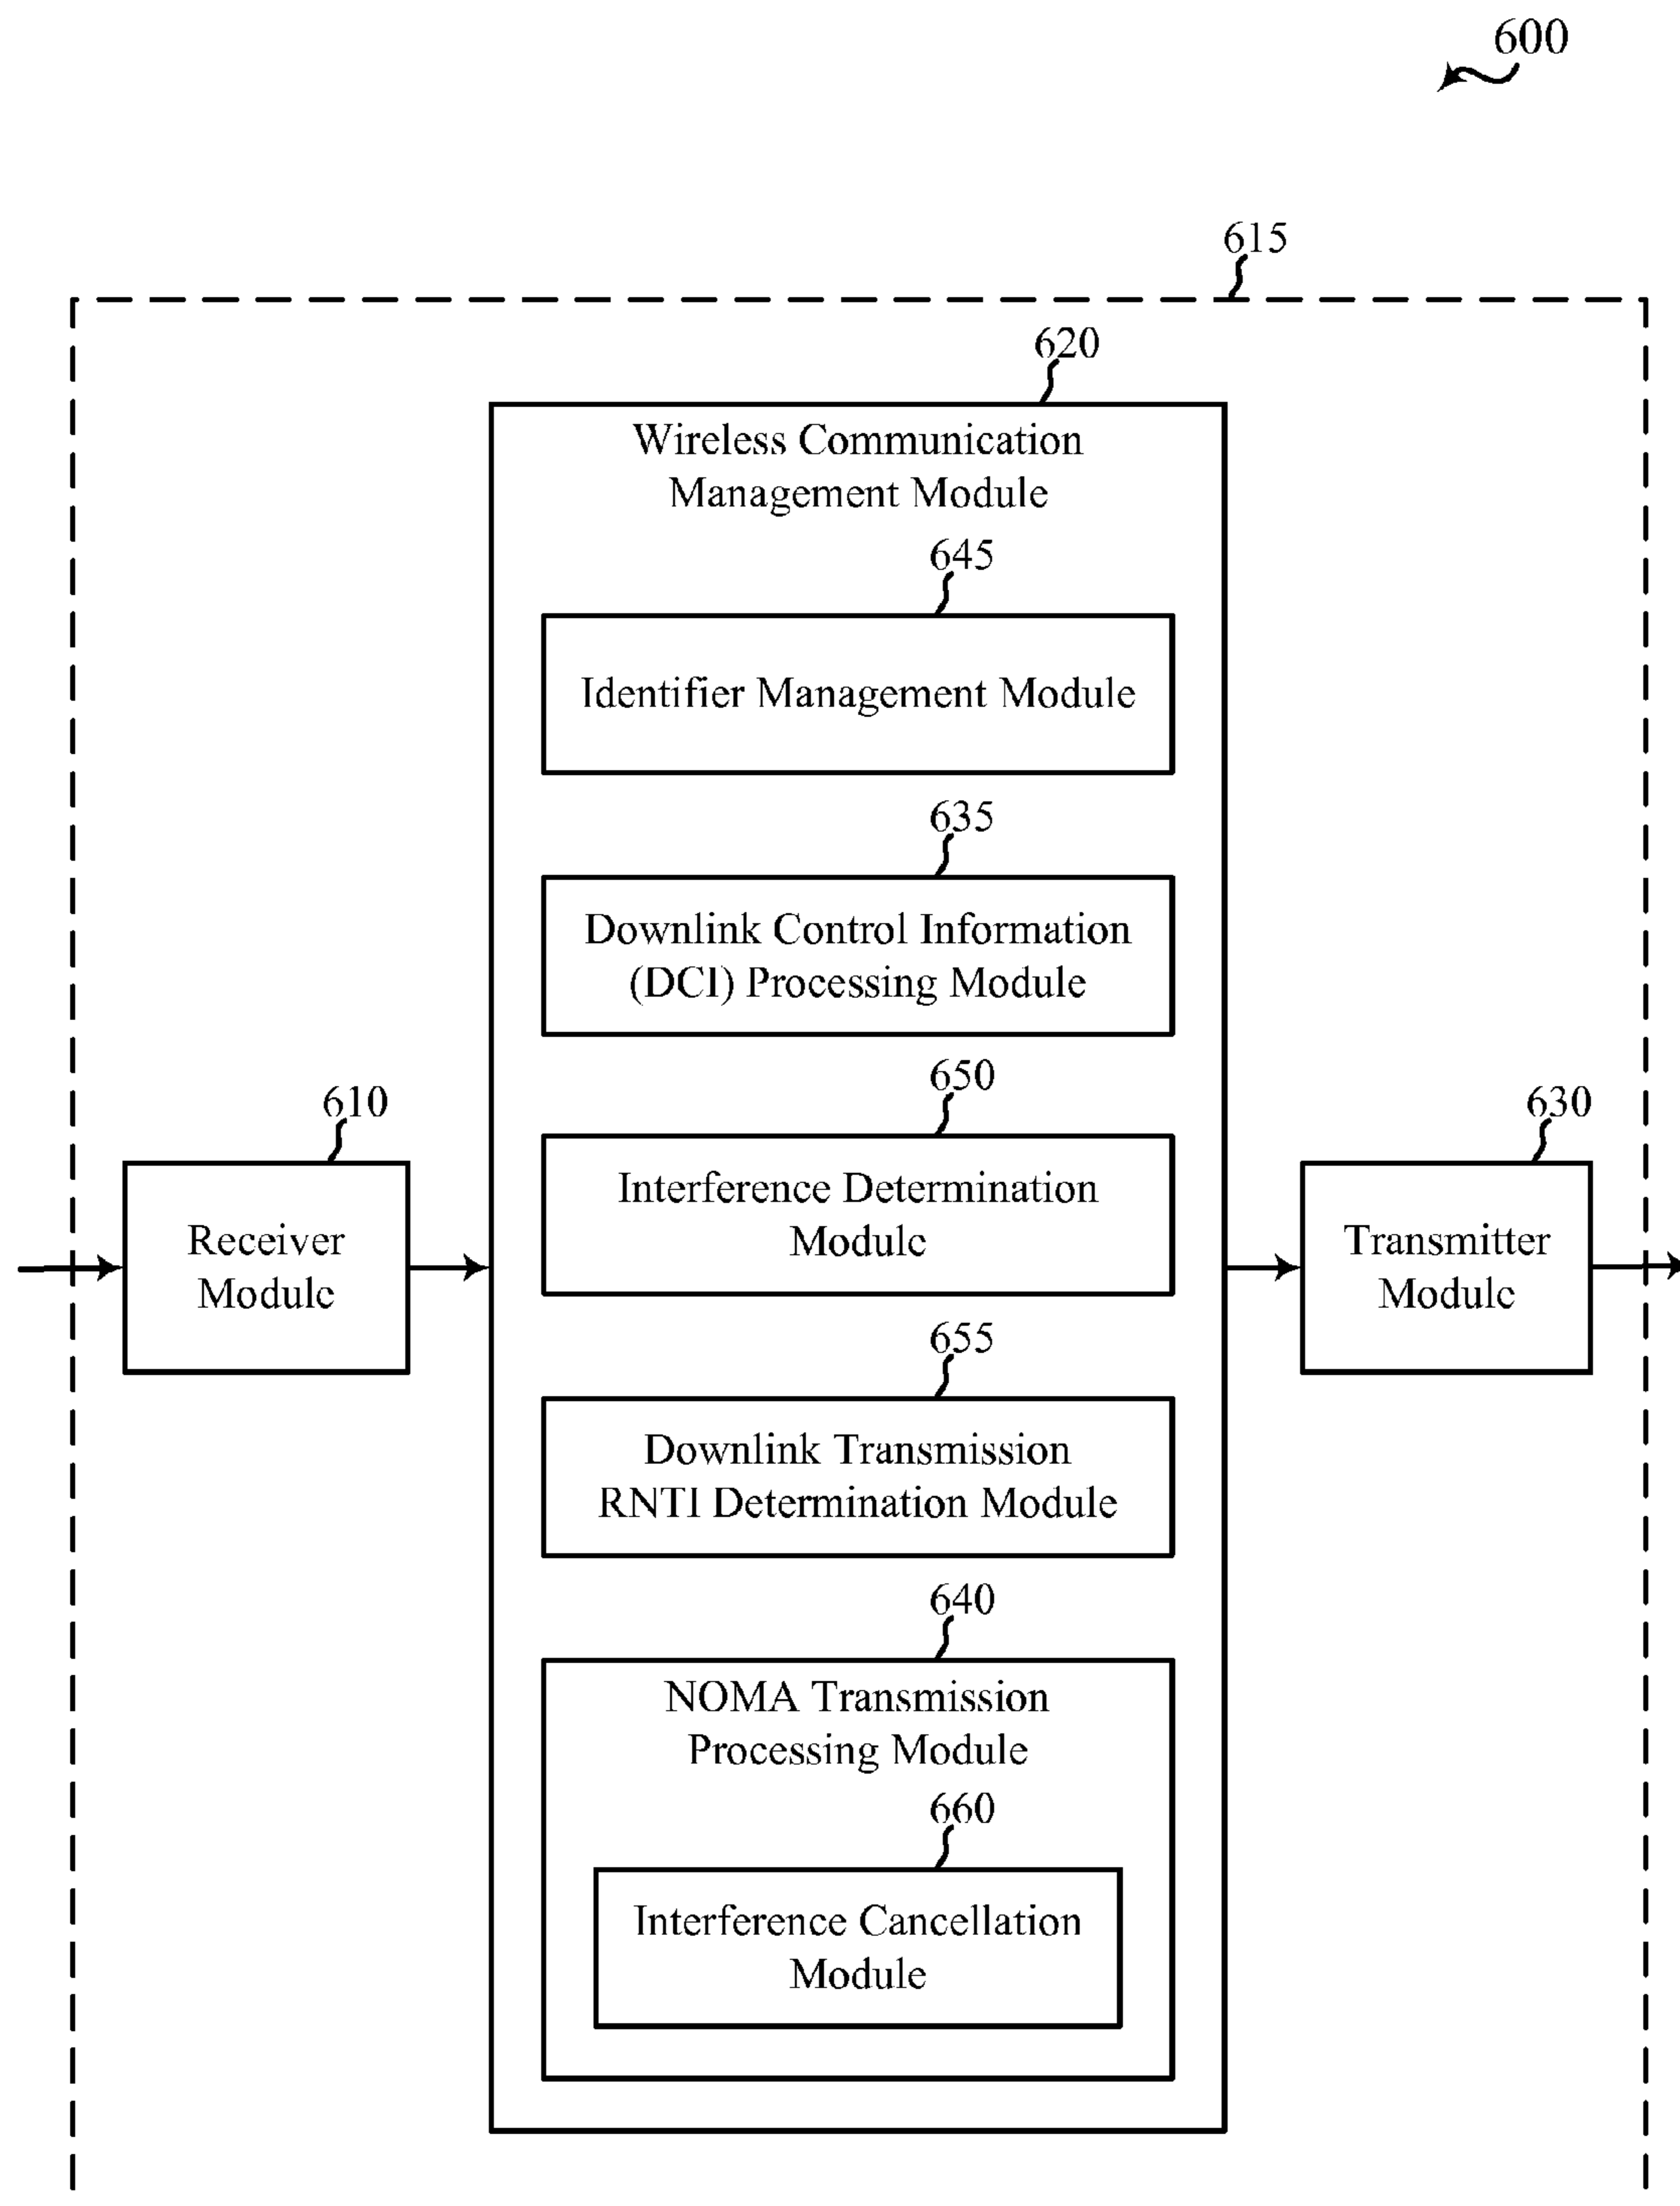 600
615
620
Wireless Communication
Management Module
645
Identifier Management Module
635
Downlink Control Information
(DCI) Processing Module
650
Interference Determination
Module
610
Receiver
Module
630
Transmitter
Module
655
Downlink Transmission
RNTI Determination Module
640
NOMA Transmission
Processing Module
660
Interference Cancellation
Module